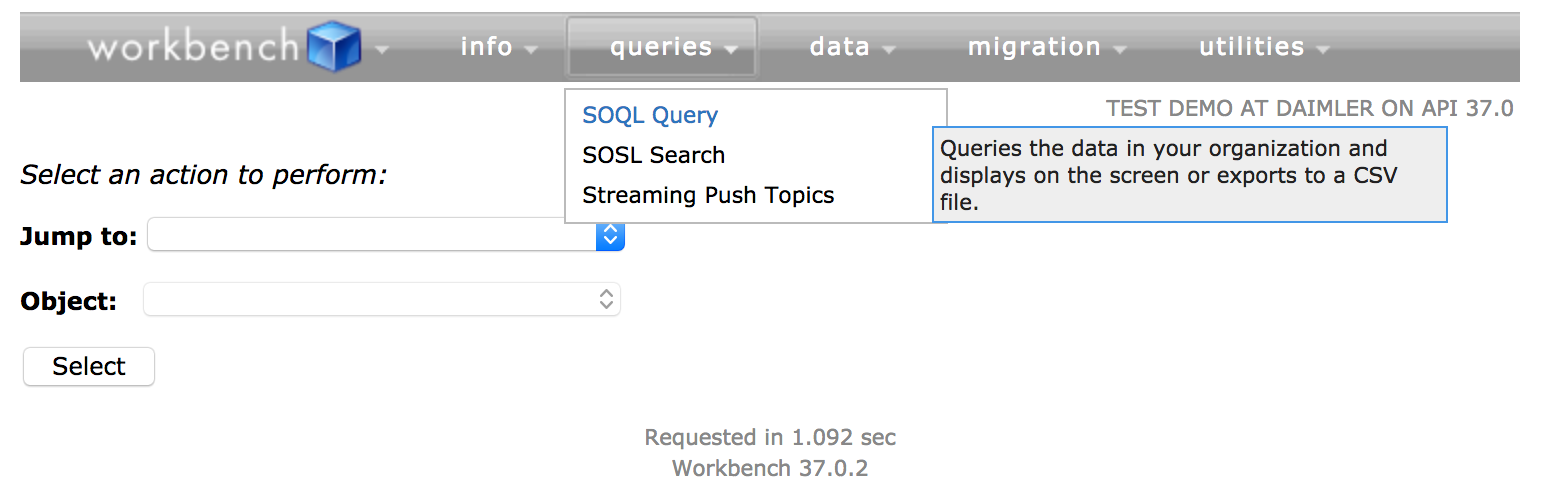 workbench info queries data migration utilities
SOQL Query
TEST DEMO AT DAIMLER ON API 37.0
SOSL Search
Streaming Push Topics
Queries the data in your organization and
displays on the screen or exports to a CSV
file.
Select an action to perform:
Jump to:
Object:
Select
Requested in 1.092 sec
Workbench 37.0.2